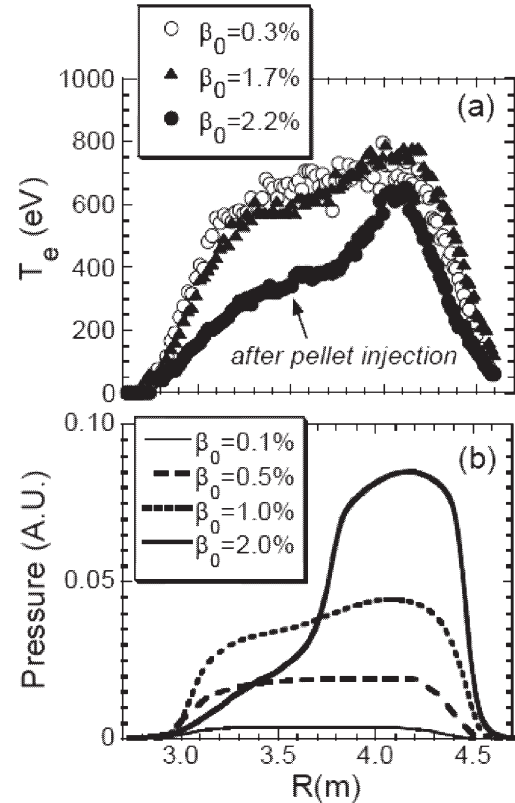 β0=0.3%
β0=1.7%
β0=2.2%
(a)
1000
800
600
400
200
0
Te (eV)
after pellet injection
(b)
β0=0.1%
β0=0.5%
β0=1.0%
β0=2.0%
0.10
0.05
0
Pressure (A.U.)
3.0 3.5 4.0 4.5
R(m)